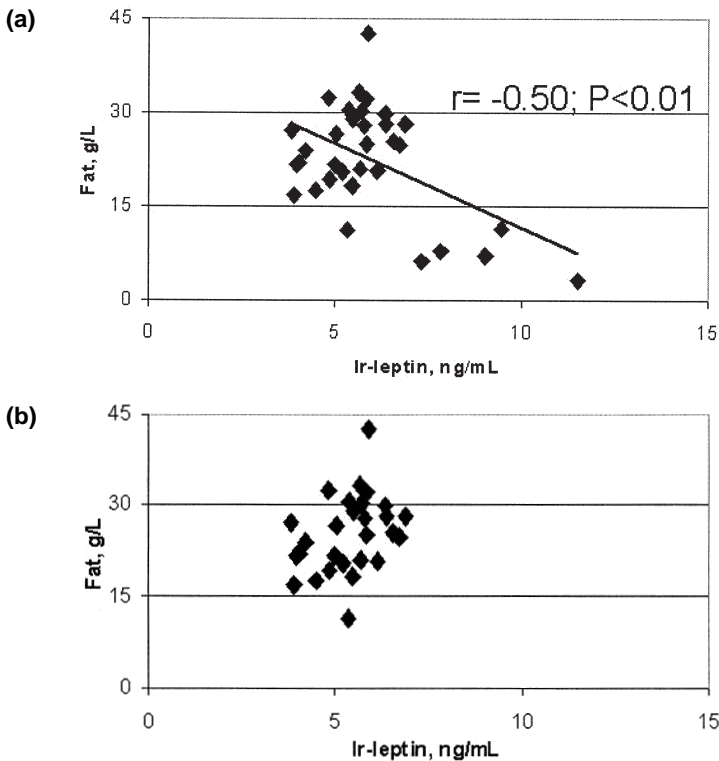 (a)
45
30
15
0
Fat, g/L
r= -0.50; P<0.01
0 5 10 15
Ir-leptin, ng/mL
(b)
45
30
15
0
Fat, g/L
0 5 10 15
Ir-leptin, ng/mL